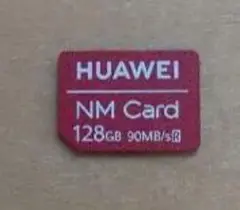 HUAWEI
NM Card
128GB 90MB/s R